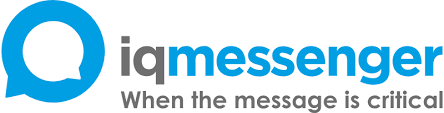 iqmessenger
When the message is critical